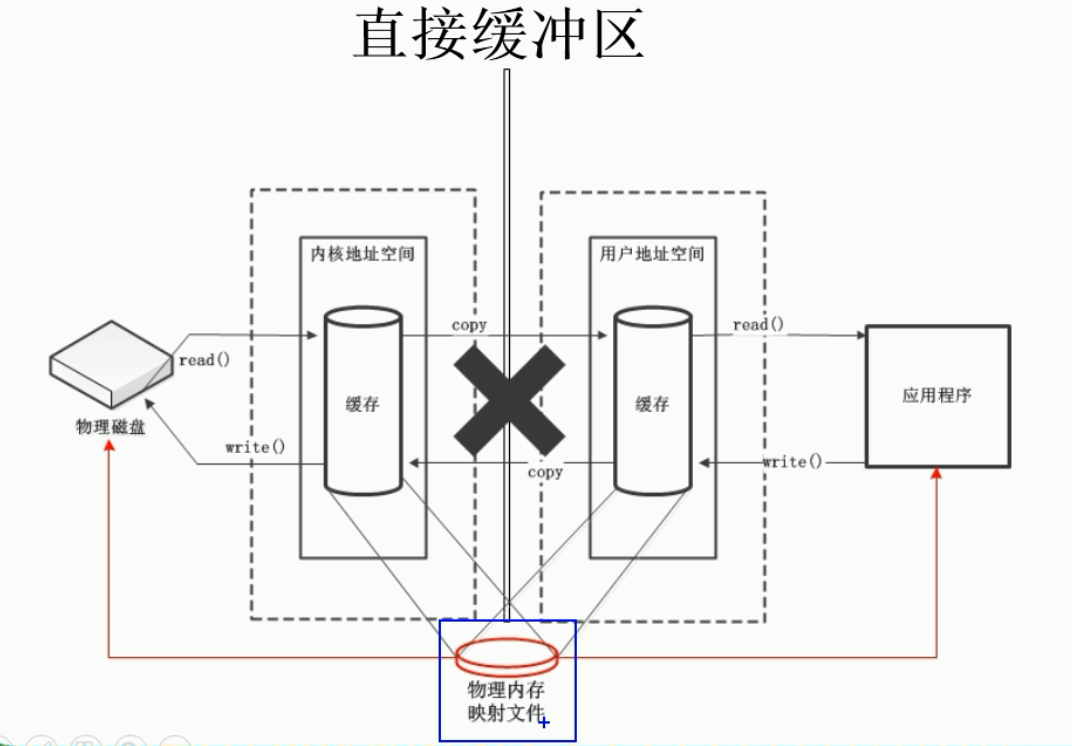 直接缓冲区
内核地址空间
用户地址空间
copy
read()
read()
缓存
缓存
应用程序
物理磁盘
write()
copy
write()
物理内存
映射文件